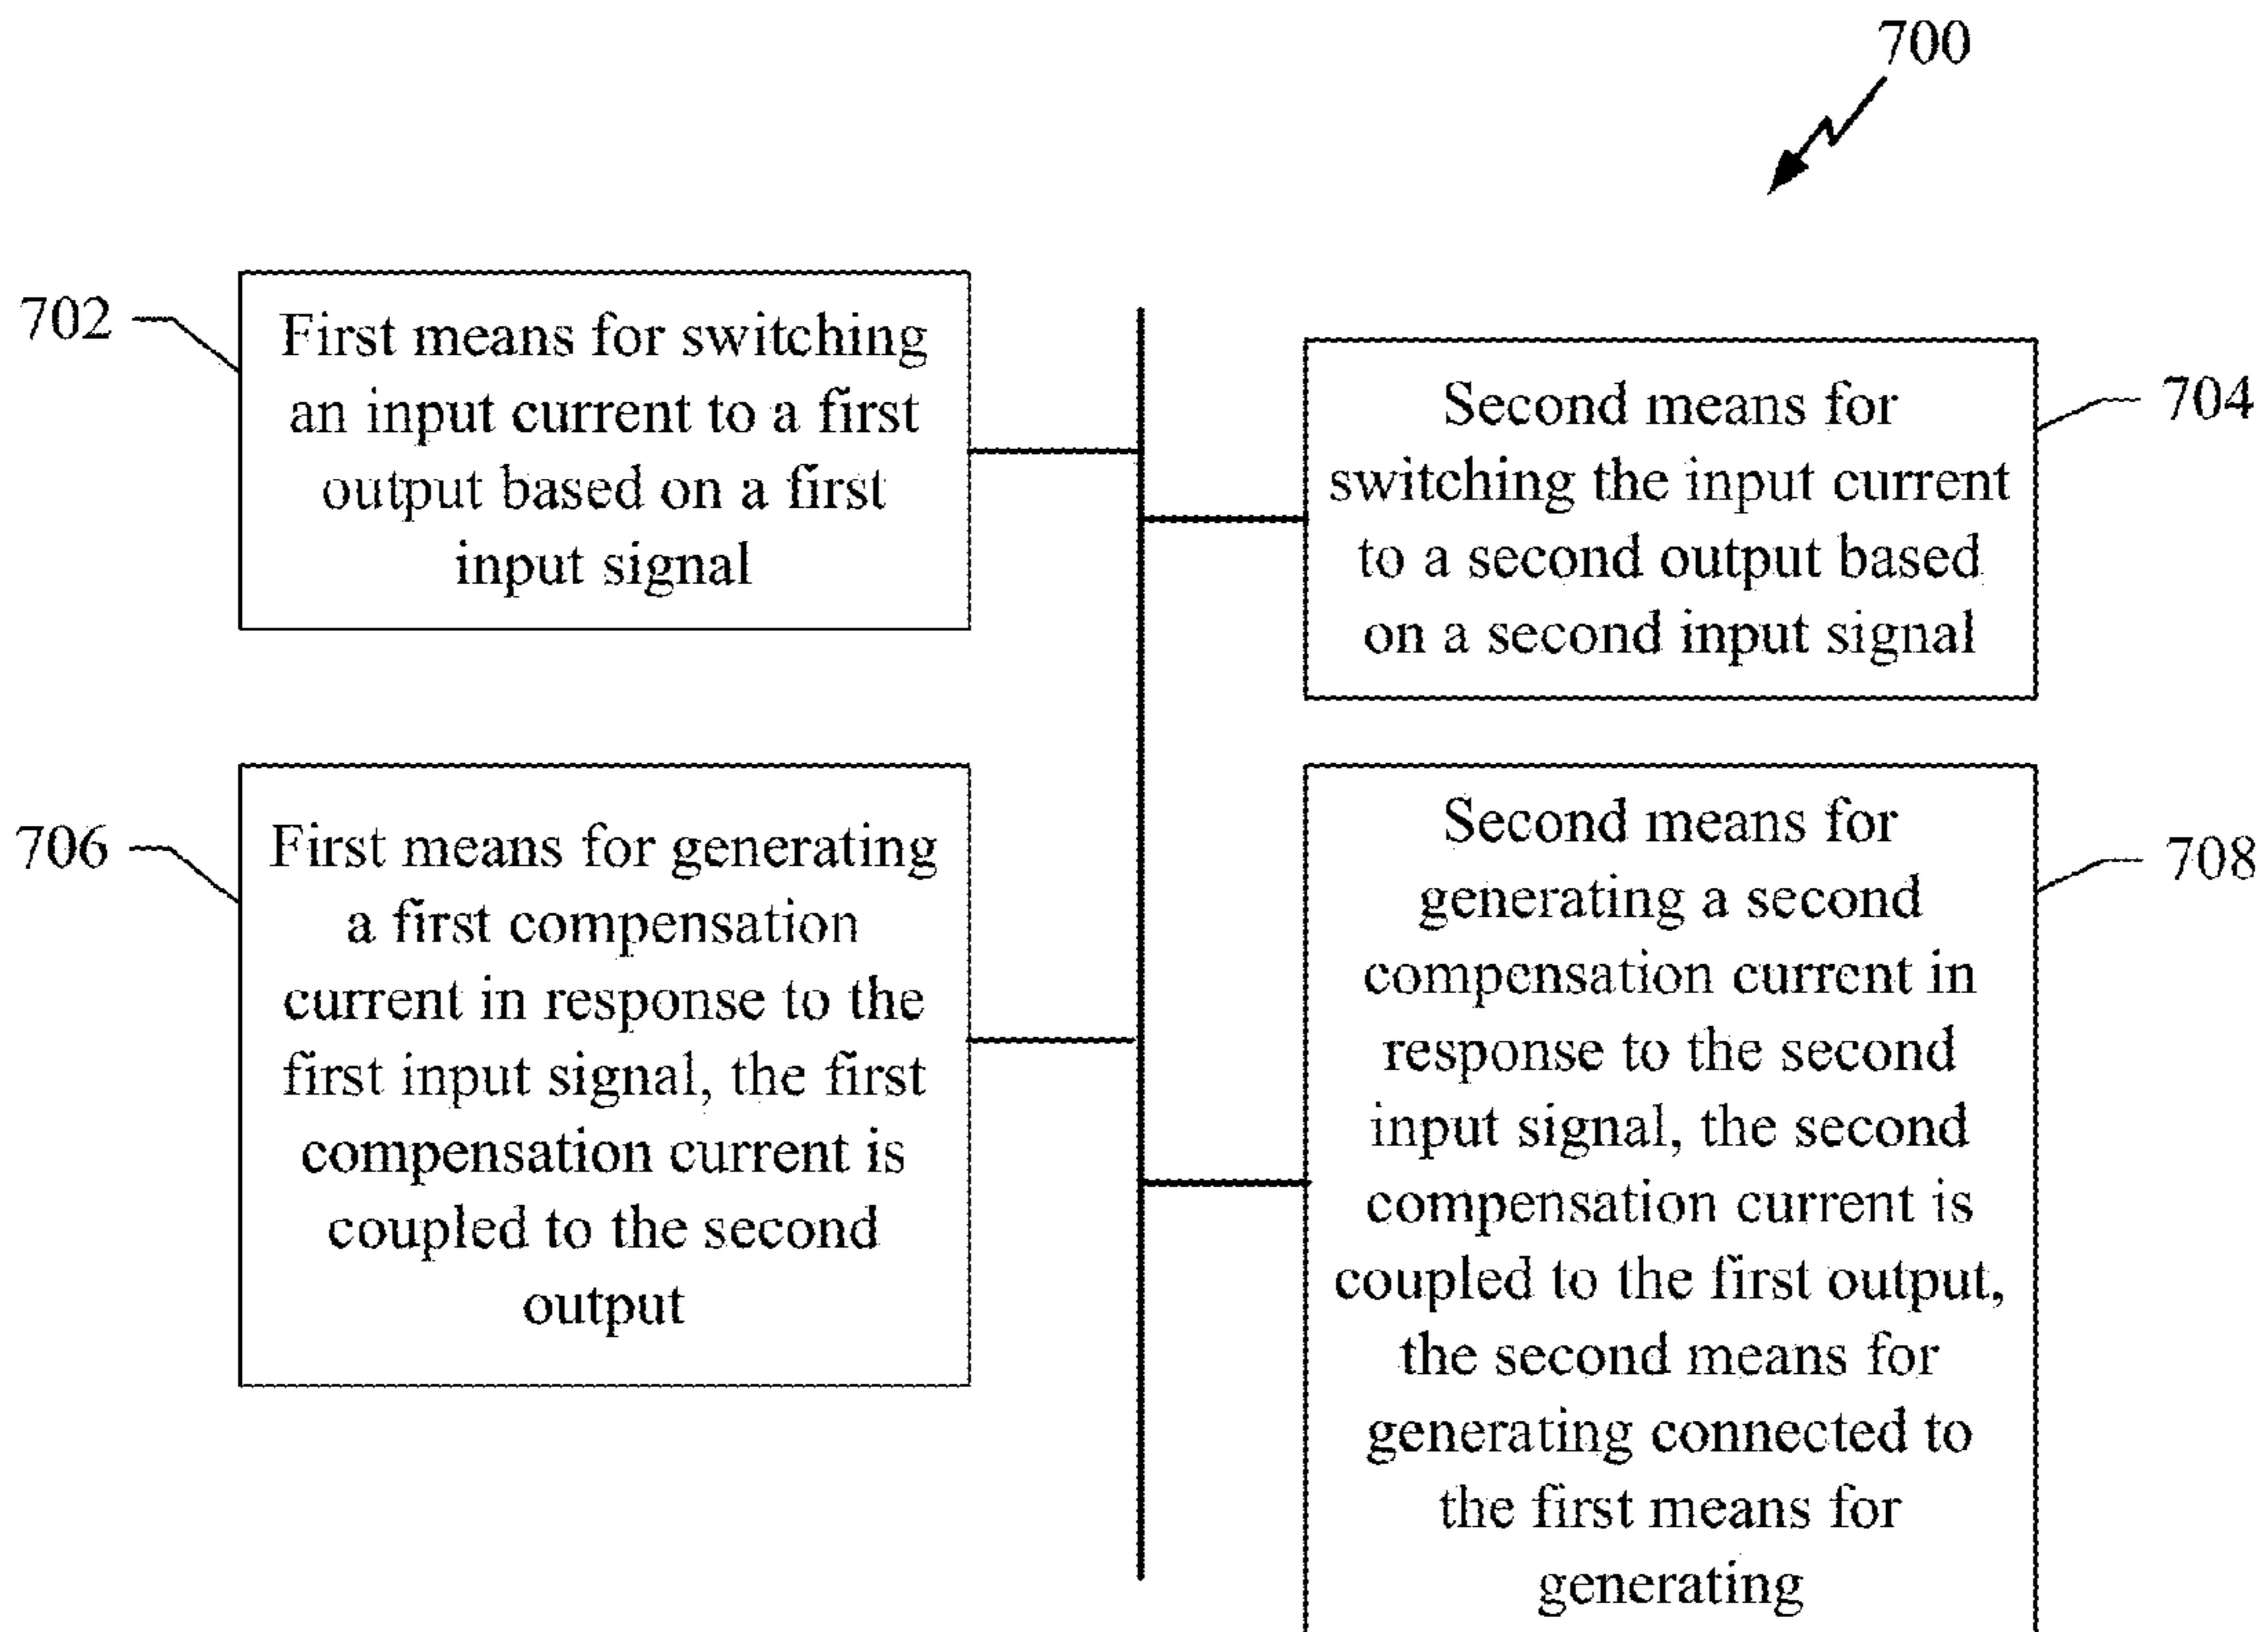 700
702
First means for switching
an input current to a first
output based on a first
input signal
704
Second means for
switching the input current
to a second output based
on a second input signal
706
First means for generating
a first compensation
current in response to the
first input signal, the first
compensation current is
coupled to the second
output
708
Second means for
generating a second
compensation current in
response to the second
input signal, the second
compensation current is
coupled to the first output,
the second means for
generating connected to
the first means for
generating